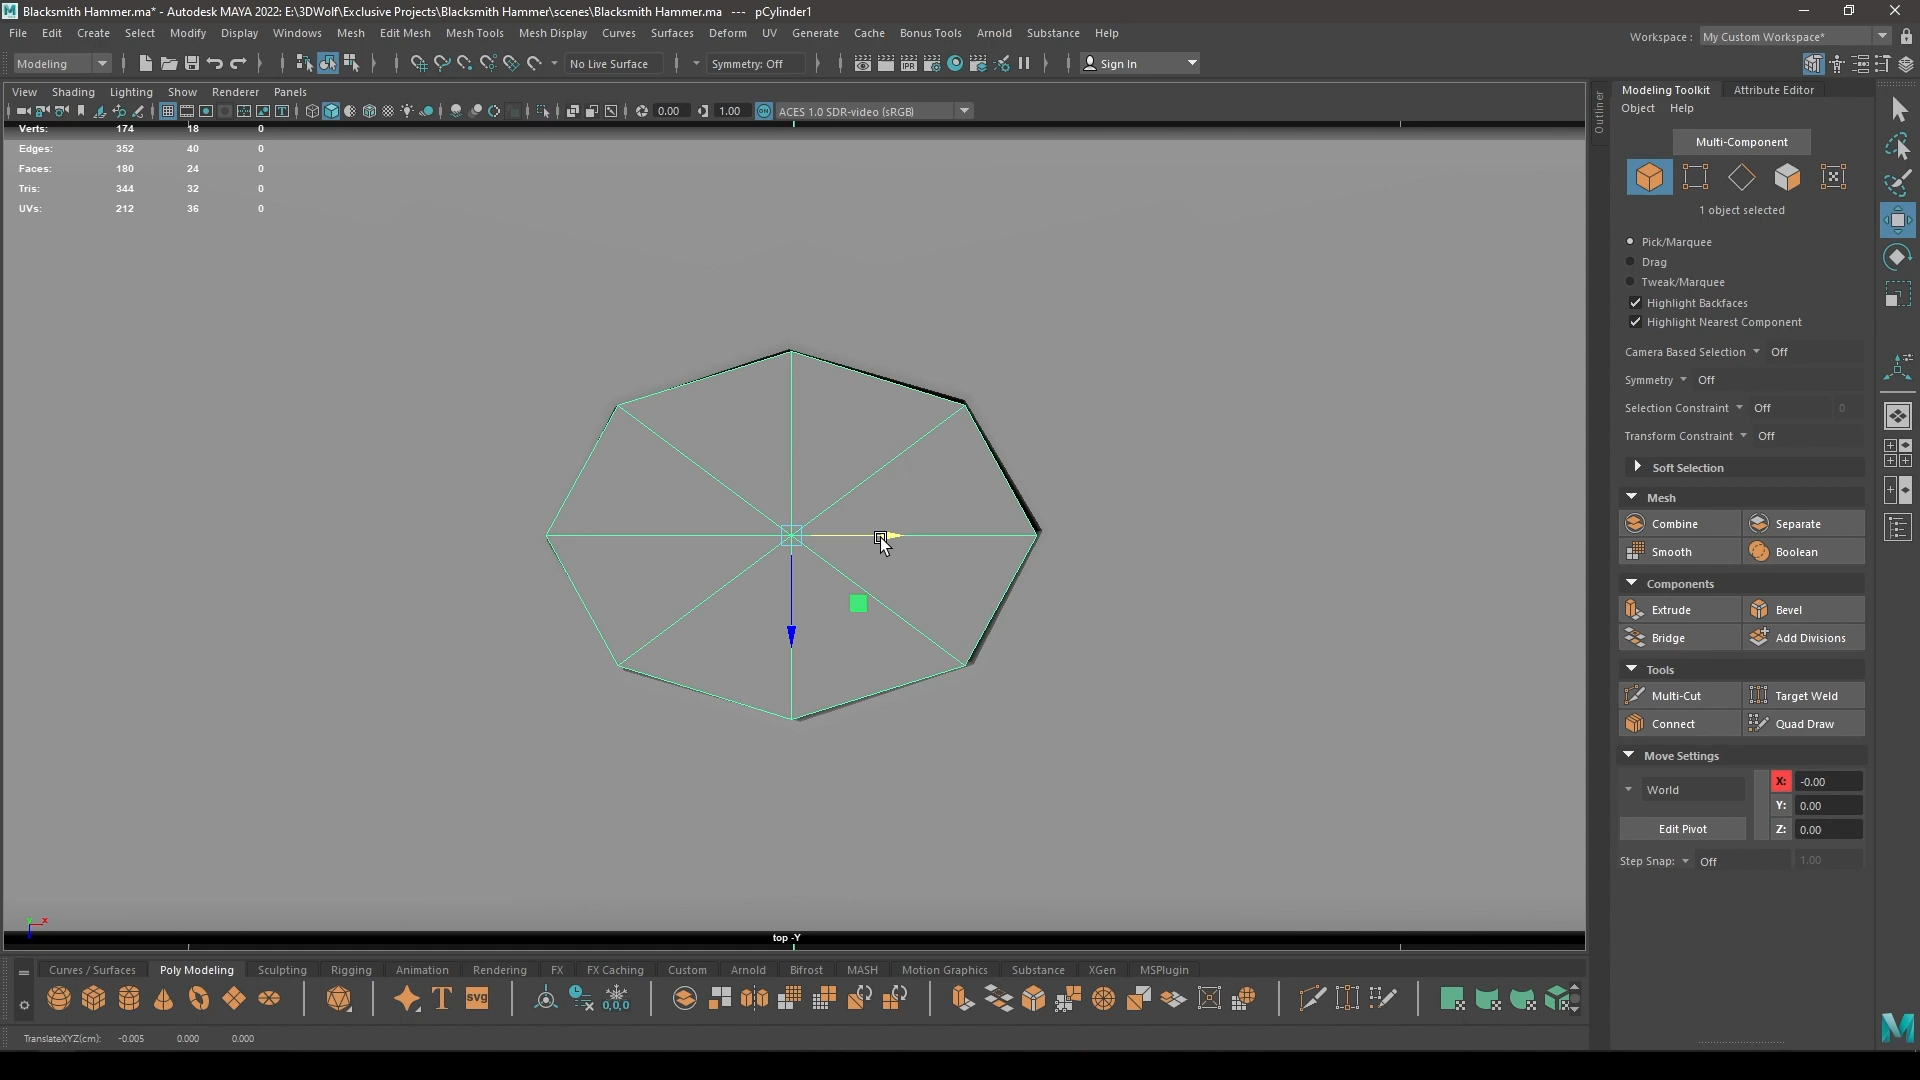 Blacksmith Hammer.ma* - Autodesk MAYA 2022: E:\3DWolf\Exclusive Projects\Blacksmith Hammer\scenes\Blacksmith Hammer.ma --- pCylinder1
File Edit Create Select Modify Display Windows Mesh Edit Mesh Mesh Tools Mesh Display Curves Surfaces Deform UV Generate Cache Bonus Tools Arnold Substance Help
Workspace : My Custom Workspace*
Modeling No Live Surface Symmetry: Off Sign In
View Shading Lighting Show Renderer Panels
0.00 1.00 ACES 1.0 SDR-video (sRGB)
Verts: 174 18 0
Edges: 352 40 0
Faces: 180 24 0
Tris: 344 32 0
UVs: 212 36 0
top -Y
Outliner
Modeling Toolkit Attribute Editor
Object Help
Multi-Component
1 object selected
Pick/Marquee
Drag
Tweak/Marquee
Highlight Backfaces
Highlight Nearest Component
Camera Based Selection Off
Symmetry Off
Selection Constraint Off 0
Transform Constraint Off
Soft Selection
Mesh
Combine Separate
Smooth Boolean
Components
Extrude Bevel
Bridge Add Divisions
Tools
Multi-Cut Target Weld
Connect Quad Draw
Move Settings
World X: -0.00
Y: 0.00
Edit Pivot Z: 0.00
Step Snap: Off 1.00
Curves / Surfaces Poly Modeling Sculpting Rigging Animation Rendering FX FX Caching Custom Arnold Bifrost MASH Motion Graphics Substance XGen MSPlugin
T svg 0,0,0
TranslateXYZ(cm): -0.005 0.000 0.000